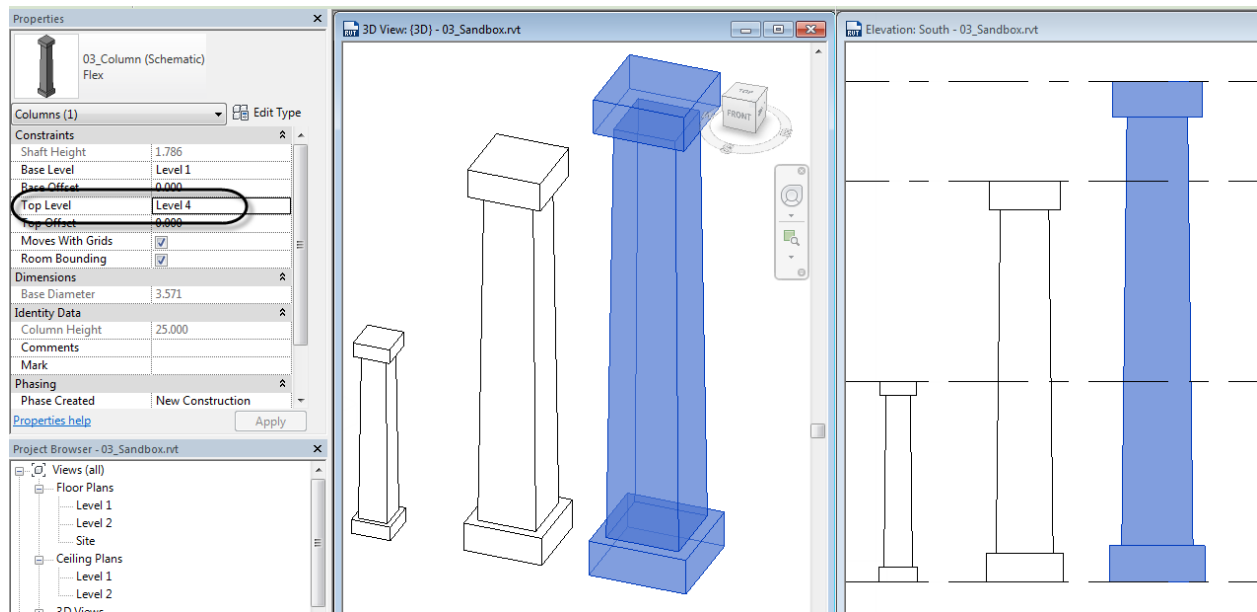 Properties
03_Column (Schematic)
Flex
Columns (1)
Edit Type
Constraints
Shaft Height 1.786
Base Level Level 1
Base Offset 0.000
Top Level Level 4
Top Offset 0.000
Moves With Grids
Room Bounding
Dimensions
Base Diameter 3.571
Identity Data
Column Height 25.000
Comments
Mark
Phasing
Phase Created New Construction
Properties help
Apply
Project Browser - 03_Sandbox.rvt
Views (all)
Floor Plans
Level 1
Level 2
Site
Ceiling Plans
Level 1
Level 2
3D Views
3D View: {3D} - 03_Sandbox.rvt
TOP
FRONT
Elevation: South - 03_Sandbox.rvt